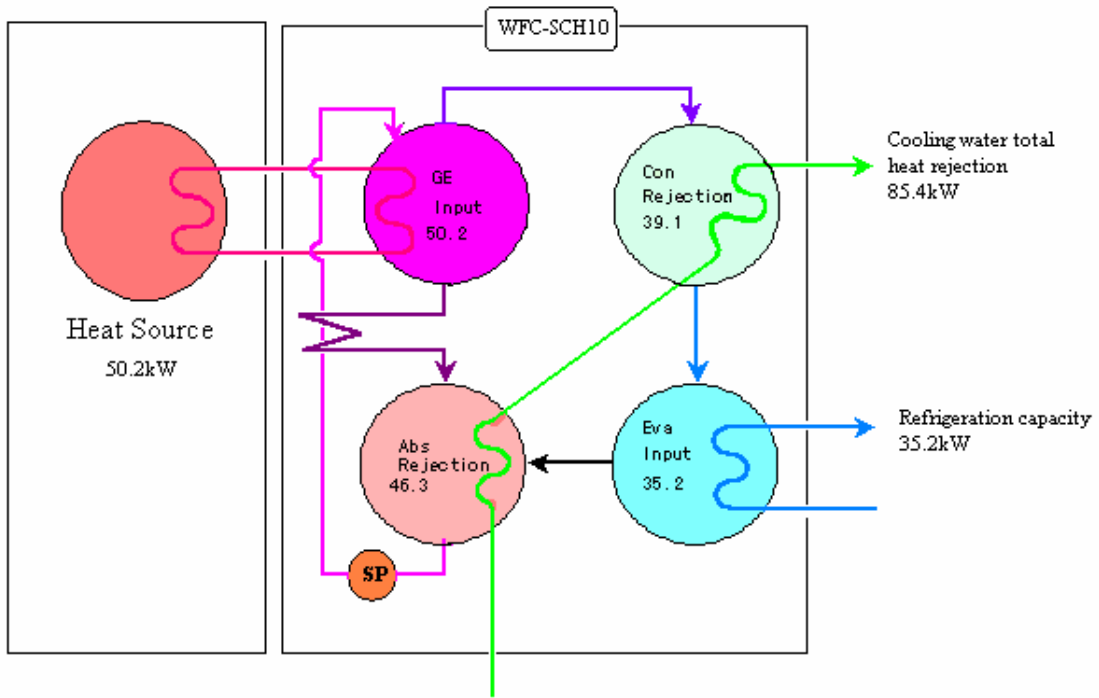 WFC-SCH10
Cooling water total
heat rejection
85.4kW
GE
Input
50.2
Con
Rejection
39.1
Heat Source
50.2kW
Abs
Rejection
46.3
Eva
Input
35.2
Refrigeration capacity
35.2kW
SP